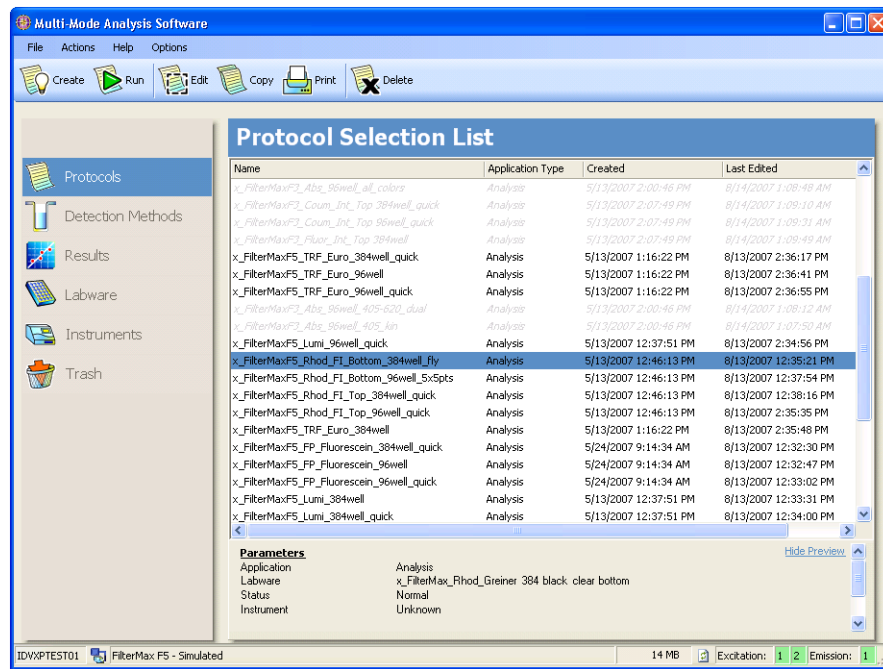 Multi-Mode Analysis Software
File Actions Help Options
Create Run Edit Copy Print Delete
Protocols
Detection Methods
Results
Labware
Instruments
Trash
Protocol Selection List
Name Application Type Created Last Edited
x_FilterMaxF3_Abs_96well_all_colors Analysis 5/13/2007 2:00:46 PM 8/14/2007 1:08:48 AM
x_FilterMaxF3_Coum_Int_Top 384well_quick Analysis 5/13/2007 2:07:49 PM 8/14/2007 1:09:10 AM
x_FilterMaxF3_Coum_Int_Top 96well_quick Analysis 5/13/2007 2:07:49 PM 8/14/2007 1:09:31 AM
x_FilterMaxF3_Fluor_Int_Top 384well Analysis 5/13/2007 2:07:49 PM 8/14/2007 1:09:49 AM
x_FilterMaxF5_TRF_Euro_384well_quick Analysis 5/13/2007 1:16:22 PM 8/13/2007 2:36:17 PM
x_FilterMaxF5_TRF_Euro_96well Analysis 5/13/2007 1:16:22 PM 8/13/2007 2:36:41 PM
x_FilterMaxF5_TRF_Euro_96well_quick Analysis 5/13/2007 1:16:22 PM 8/13/2007 2:36:55 PM
x_FilterMaxF3_Abs_96well_405-620_dual Analysis 5/13/2007 2:00:46 PM 8/14/2007 1:08:12 AM
x_FilterMaxF3_Abs_96well_405_kin Analysis 5/13/2007 2:00:46 PM 8/14/2007 1:07:50 AM
x_FilterMaxF5_Lumi_96well_quick Analysis 5/13/2007 12:37:51 PM 8/13/2007 2:34:56 PM
x_FilterMaxF5_Rhod_FI_Bottom_384well_fly Analysis 5/13/2007 12:46:13 PM 8/13/2007 12:35:21 PM
x_FilterMaxF5_Rhod_FI_Bottom_96well_5x5pts Analysis 5/13/2007 12:46:13 PM 8/13/2007 12:37:54 PM
x_FilterMaxF5_Rhod_FI_Top_384well_quick Analysis 5/13/2007 12:46:13 PM 8/13/2007 12:38:16 PM
x_FilterMaxF5_Rhod_FI_Top_96well_quick Analysis 5/13/2007 12:46:13 PM 8/13/2007 2:35:35 PM
x_FilterMaxF5_TRF_Euro_384well Analysis 5/13/2007 1:16:22 PM 8/13/2007 2:35:48 PM
x_FilterMaxF5_FP_Fluorescein_384well_quick Analysis 5/24/2007 9:14:34 AM 8/13/2007 12:32:30 PM
x_FilterMaxF5_FP_Fluorescein_96well Analysis 5/24/2007 9:14:34 AM 8/13/2007 12:32:47 PM
x_FilterMaxF5_FP_Fluorescein_96well_quick Analysis 5/24/2007 9:14:34 AM 8/13/2007 12:33:02 PM
x_FilterMaxF5_Lumi_384well Analysis 5/13/2007 12:37:51 PM 8/13/2007 12:33:31 PM
x_FilterMaxF5_Lumi_384well_quick Analysis 5/13/2007 12:37:51 PM 8/13/2007 12:34:00 PM
Parameters Hide Preview
Application Analysis
Labware x_FilterMax_Rhod_Greiner 384 black clear bottom
Status Normal
Instrument Unknown
IDVXPTEST01 FilterMax F5 - Simulated 14 MB Excitation: 1 2 Emission: 1